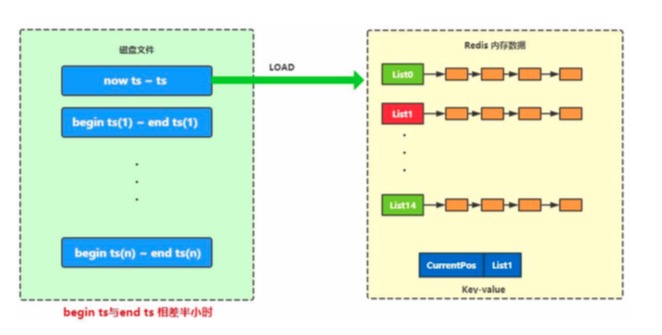 磁盘文件
now ts ~ ts
begin ts(1) ~ end ts(1)
begin ts(n) ~ end ts(n)
begin ts与end ts 相差半小时
LOAD
Redis 内存数据
List0
List1
List14
CurrentPos
List1
Key-value